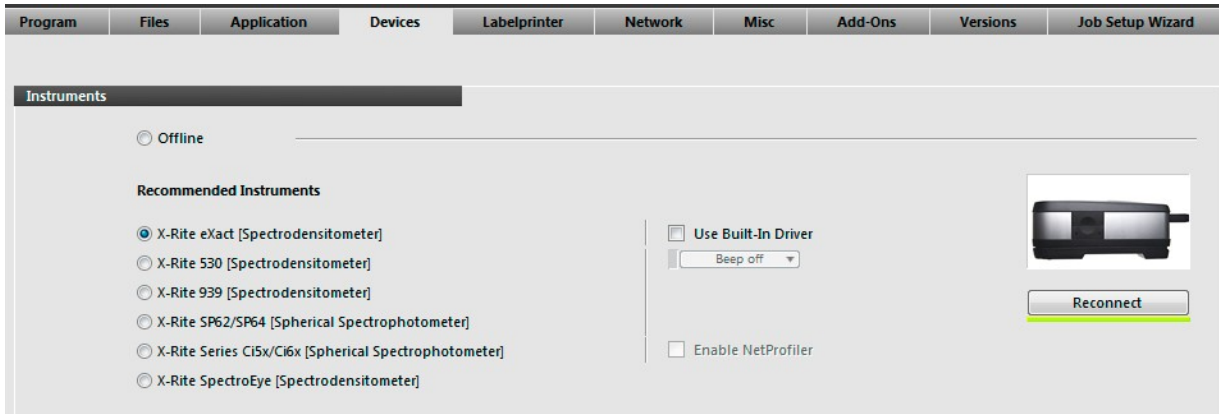 Program Files Application Devices Labelprinter Network Misc Add-Ons Versions Job Setup Wizard
Instruments
Offline
Recommended Instruments
X-Rite eXact [Spectrodensitometer] Use Built-In Driver
X-Rite 530 [Spectrodensitometer] Beep off
X-Rite 939 [Spectrodensitometer] Reconnect
X-Rite SP62/SP64 [Spherical Spectrophotometer]
X-Rite Series Ci5x/Ci6x [Spherical Spectrophotometer] Enable NetProfiler
X-Rite SpectroEye [Spectrodensitometer]